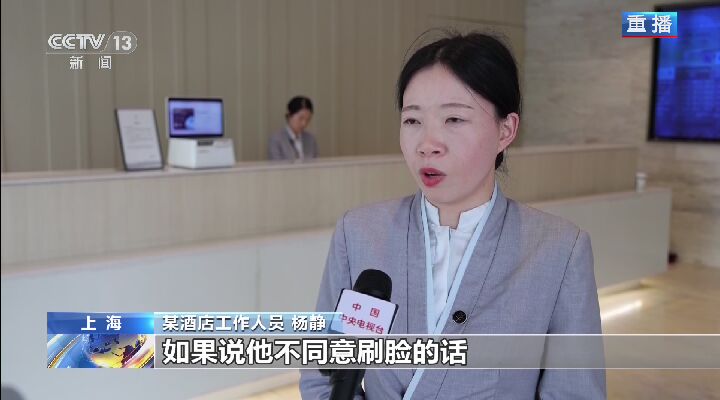 CCTV 13
新闻
重播
中国
中央电视台
上海
某酒店工作人员 杨静
如果说他不同意刷脸的话